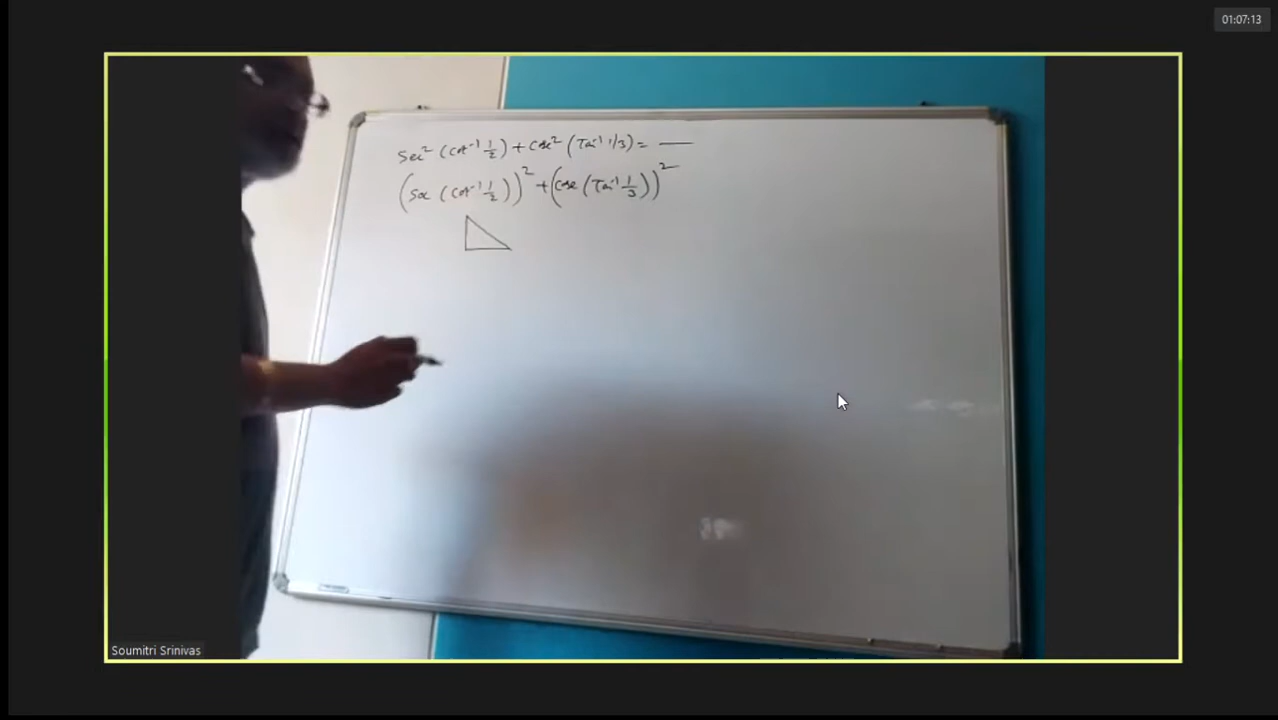 01:07:13
Sec² (Cot⁻¹ 1/2) + Cosec² (Tan⁻¹ 1/3) = —
(Sec (Cot⁻¹ 1/2))² + (Cosec (Tan⁻¹ 1/3))²
Soumitri Srinivas